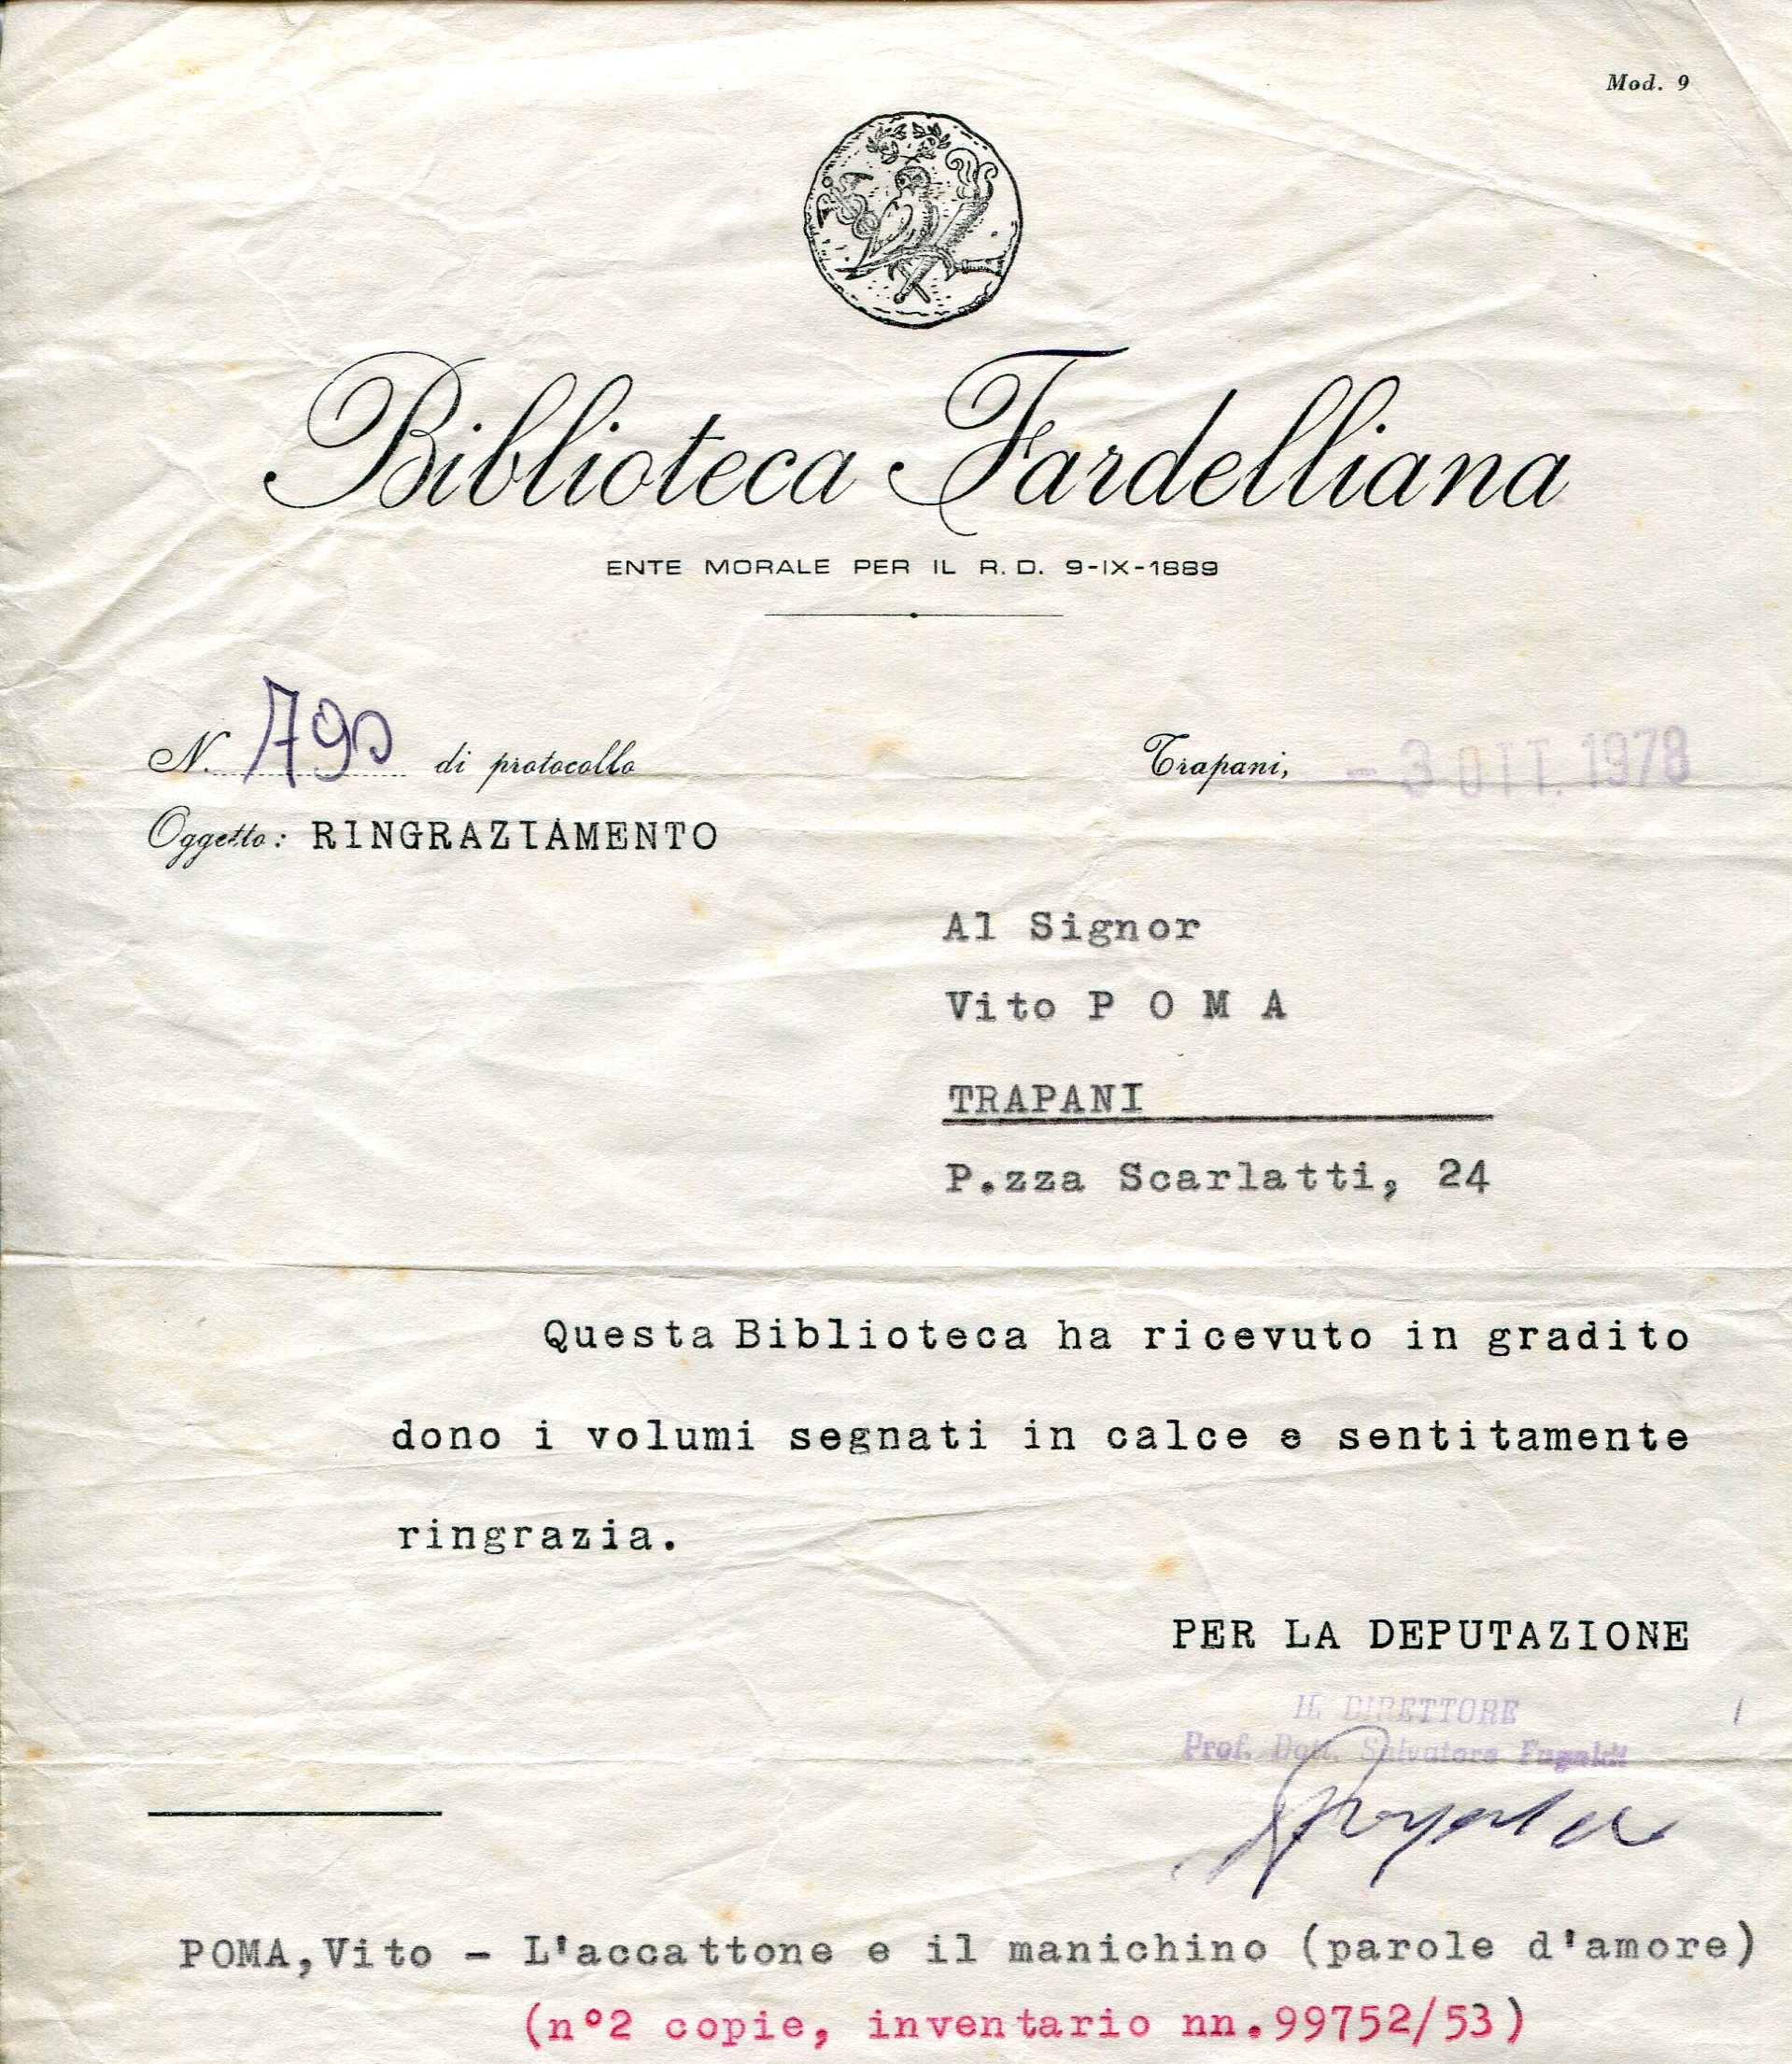 Mod. 9
Biblioteca Fardelliana
ENTE MORALE PER IL R. D. 9-IX-1889
N. 790 di protocollo
Trapani, - 3 OTT. 1978
Oggetto: RINGRAZIAMENTO
Al Signor
Vito P O M A
TRAPANI
P.zza Scarlatti, 24
Questa Biblioteca ha ricevuto in gradito
dono i volumi segnati in calce e sentitamente
ringrazia.
PER LA DEPUTAZIONE
IL DIRETTORE
Prof. Dott. Salvatore Fugaldi
POMA,Vito - L'accattone e il manichino (parole d'amore)
(n°2 copie, inventario nn.99752/53)